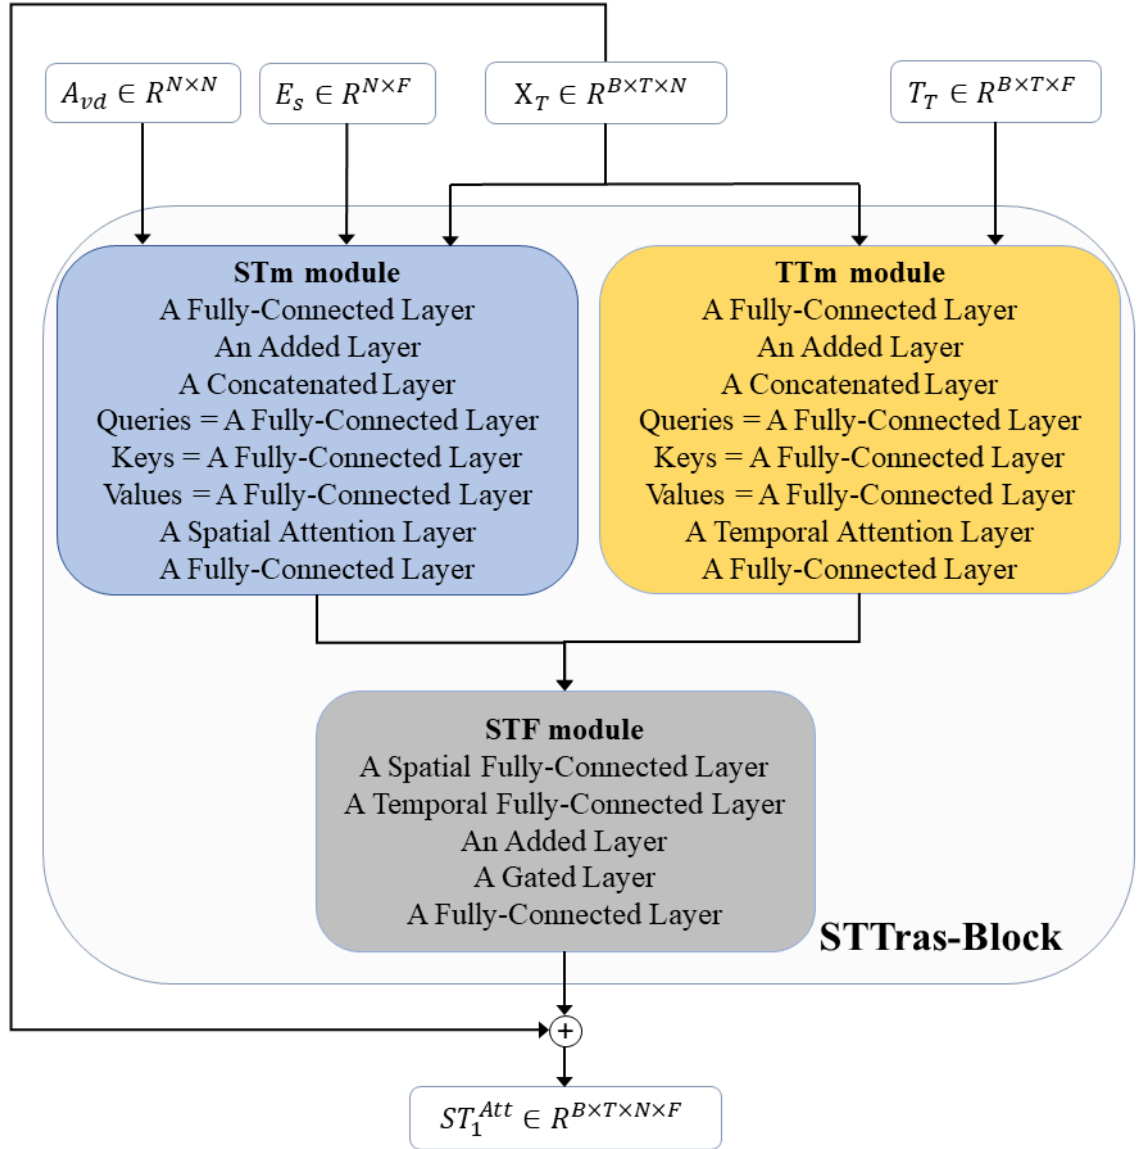 A_{vd} ∈ R^{N×N}
E_s ∈ R^{N×F}
X_T ∈ R^{B×T×N}
T_T ∈ R^{B×T×F}
STm module
A Fully-Connected Layer
An Added Layer
A Concatenated Layer
Queries = A Fully-Connected Layer
Keys = A Fully-Connected Layer
Values = A Fully-Connected Layer
A Spatial Attention Layer
A Fully-Connected Layer
TTm module
A Fully-Connected Layer
An Added Layer
A Concatenated Layer
Queries = A Fully-Connected Layer
Keys = A Fully-Connected Layer
Values = A Fully-Connected Layer
A Temporal Attention Layer
A Fully-Connected Layer
STF module
A Spatial Fully-Connected Layer
A Temporal Fully-Connected Layer
An Added Layer
A Gated Layer
A Fully-Connected Layer
STTras-Block
+
ST_1^{Att} ∈ R^{B×T×N×F}